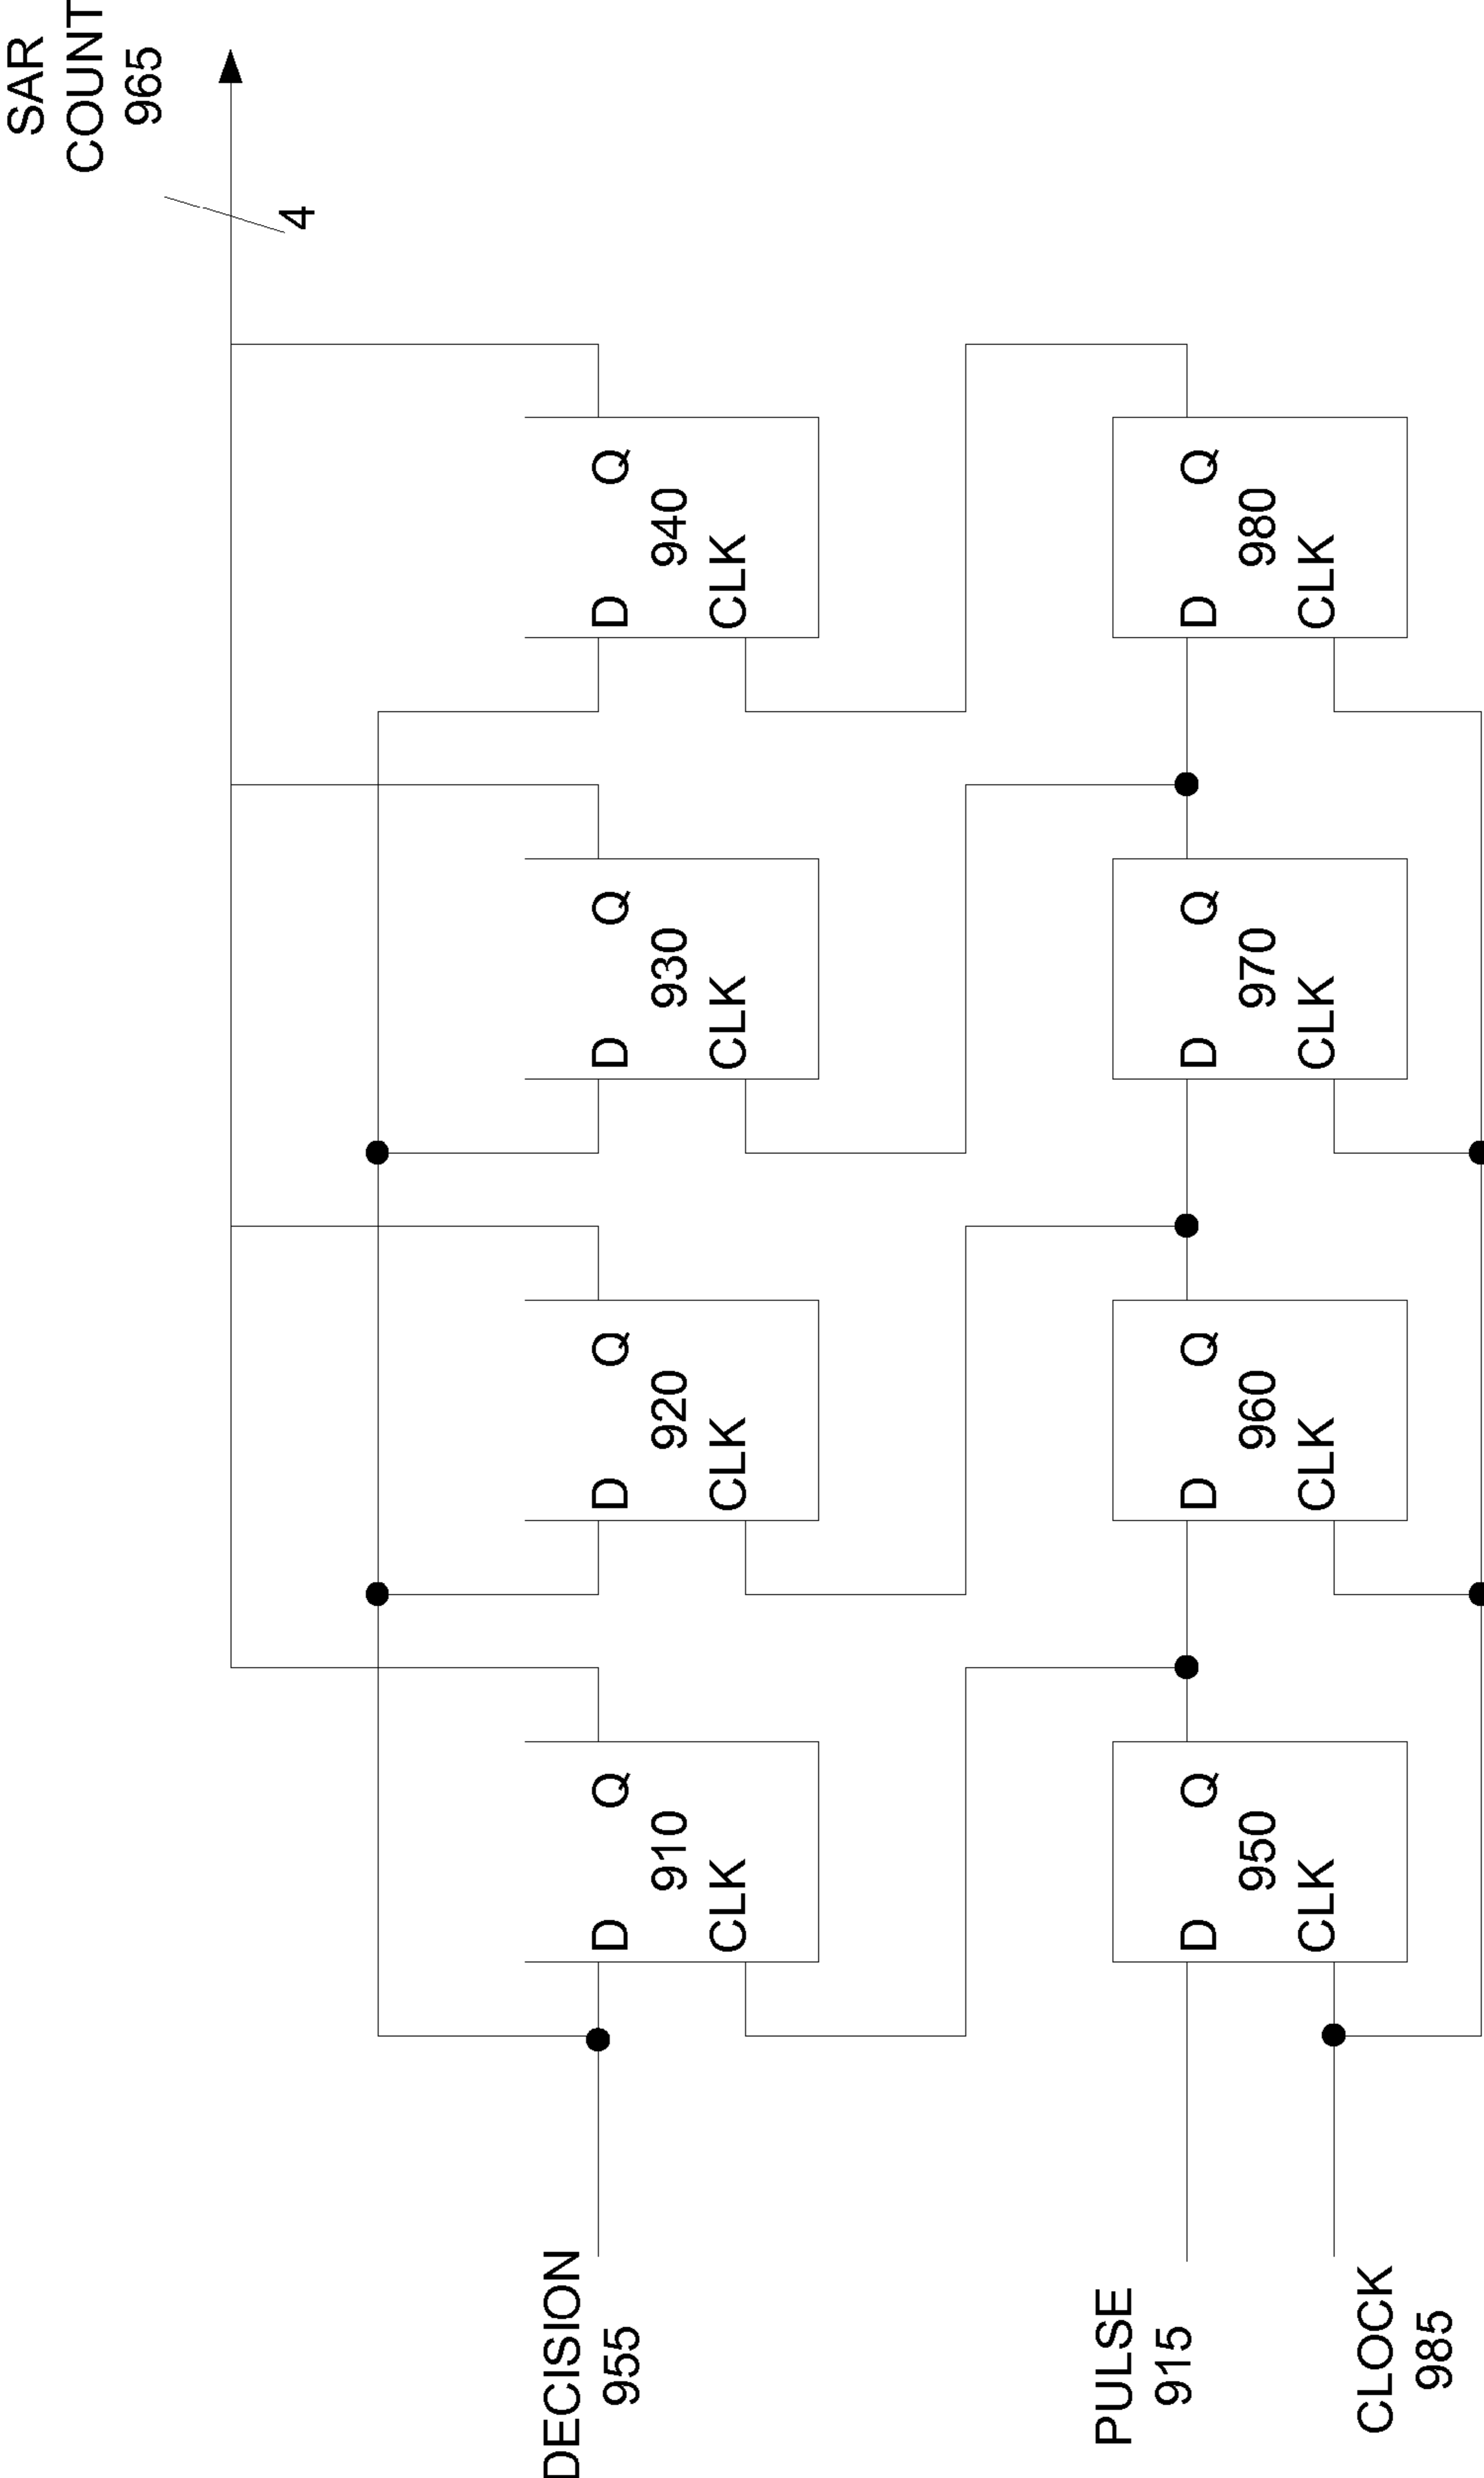 SAR
COUNT
965
4
D
Q
910
CLK
D
Q
920
CLK
D
Q
930
CLK
D
Q
940
CLK
DECISION
955
D
Q
950
CLK
D
Q
960
CLK
D
Q
970
CLK
D
Q
980
CLK
PULSE
915
CLOCK
985